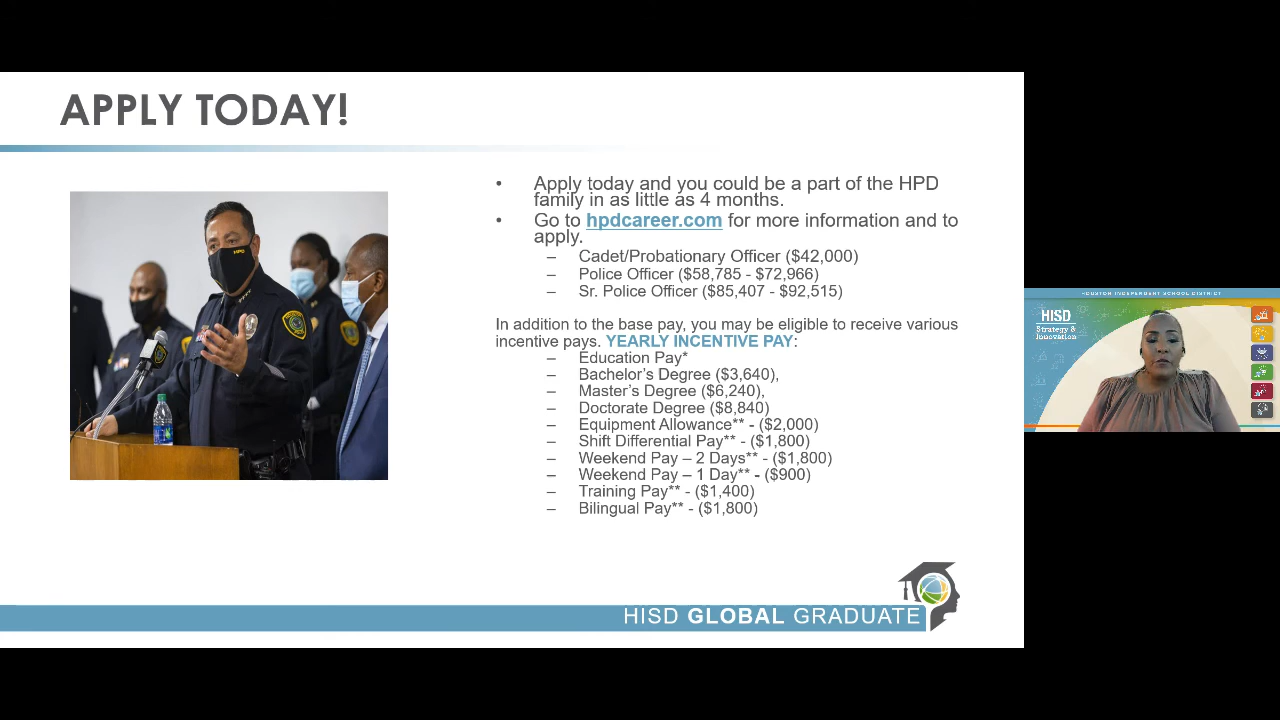 APPLY TODAY!
• Apply today and you could be a part of the HPD
family in as little as 4 months.
• Go to hpdcareer.com for more information and to
apply.
– Cadet/Probationary Officer ($42,000)
– Police Officer ($58,785 - $72,966)
– Sr. Police Officer ($85,407 - $92,515)
In addition to the base pay, you may be eligible to receive various
incentive pays. YEARLY INCENTIVE PAY:
– Education Pay*
– Bachelor’s Degree ($3,640),
– Master’s Degree ($6,240),
– Doctorate Degree ($8,840)
– Equipment Allowance** - ($2,000)
– Shift Differential Pay** - ($1,800)
– Weekend Pay – 2 Days** - ($1,800)
– Weekend Pay – 1 Day** - ($900)
– Training Pay** - ($1,400)
– Bilingual Pay** - ($1,800)
HISD GLOBAL GRADUATE
HPD
HOUSTON INDEPENDENT SCHOOL DISTRICT
HISD
Strategy &
Innovation